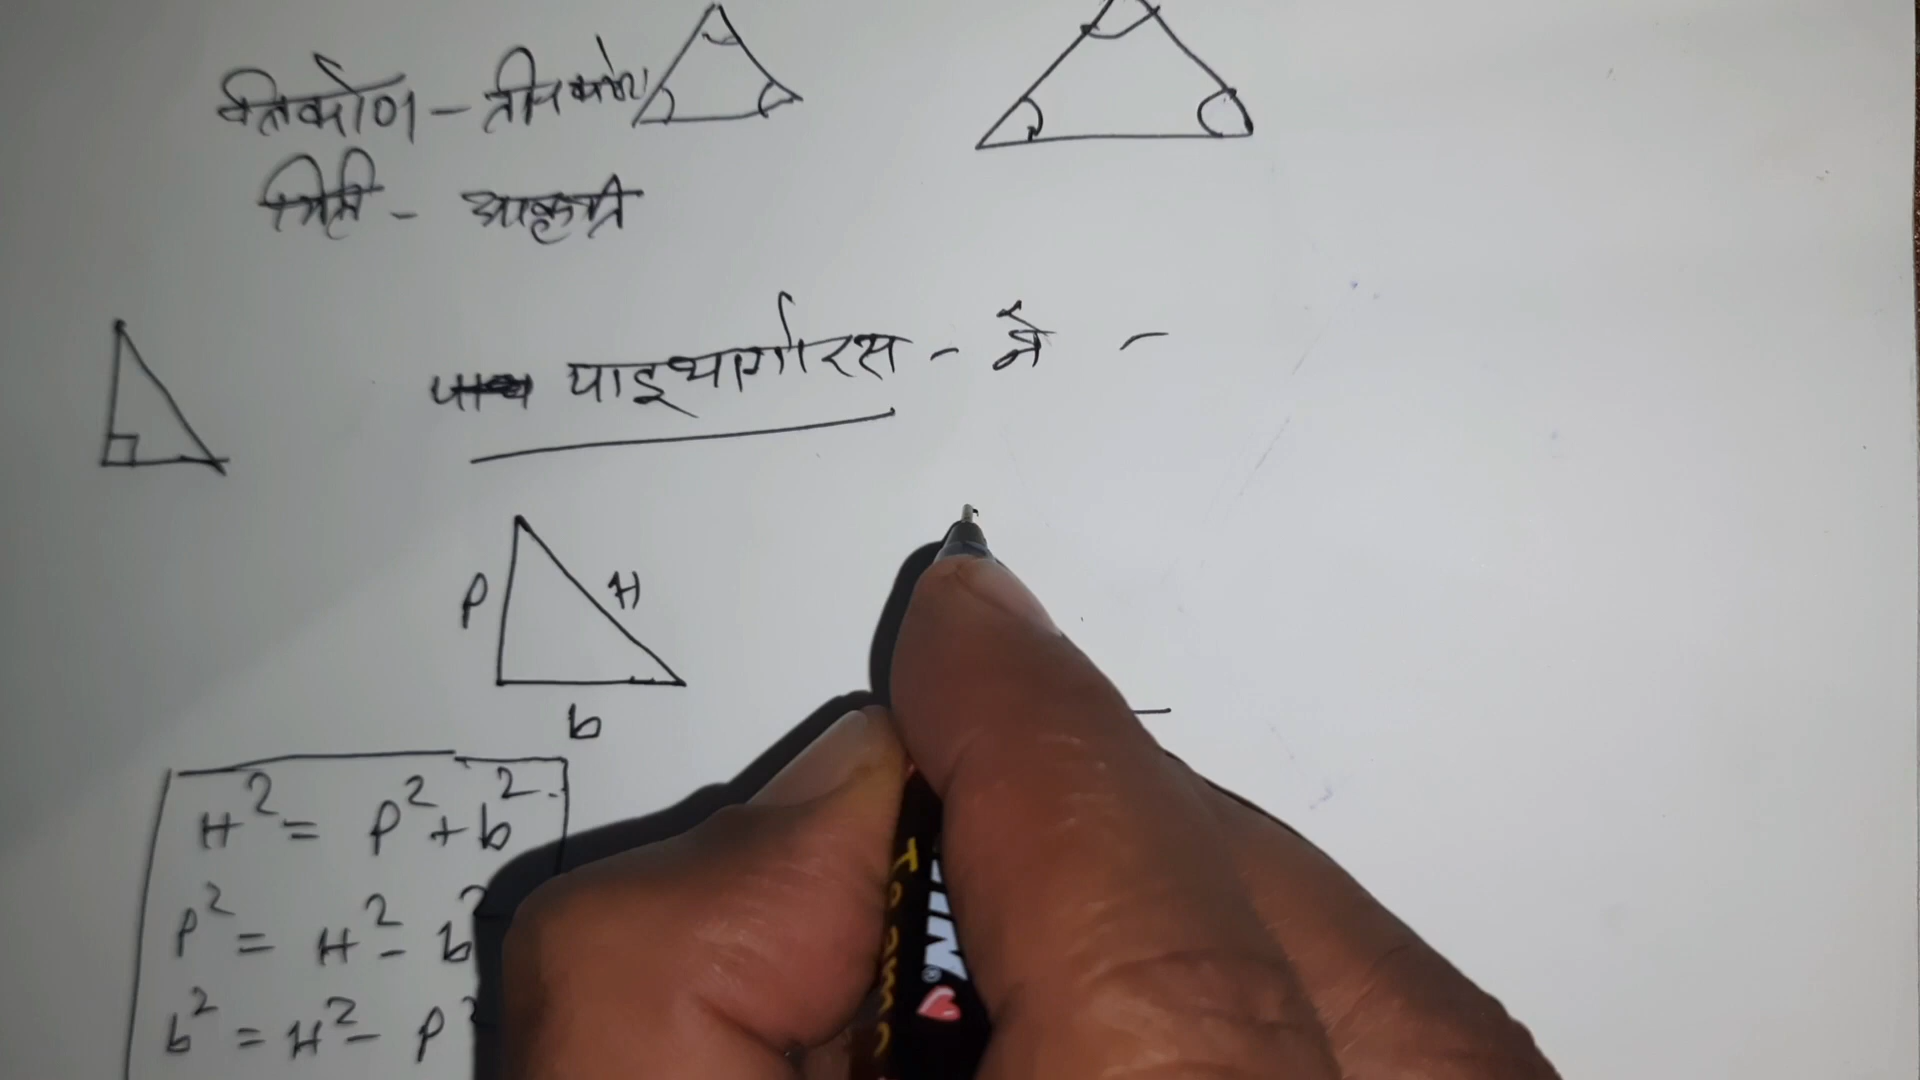 त्रिकोण - तीन कोण
मिति - आकृती
पाइथागोरस - ने -
P
H
b
H² = P² + b²
P² = H² - b²
b² = H² - P²